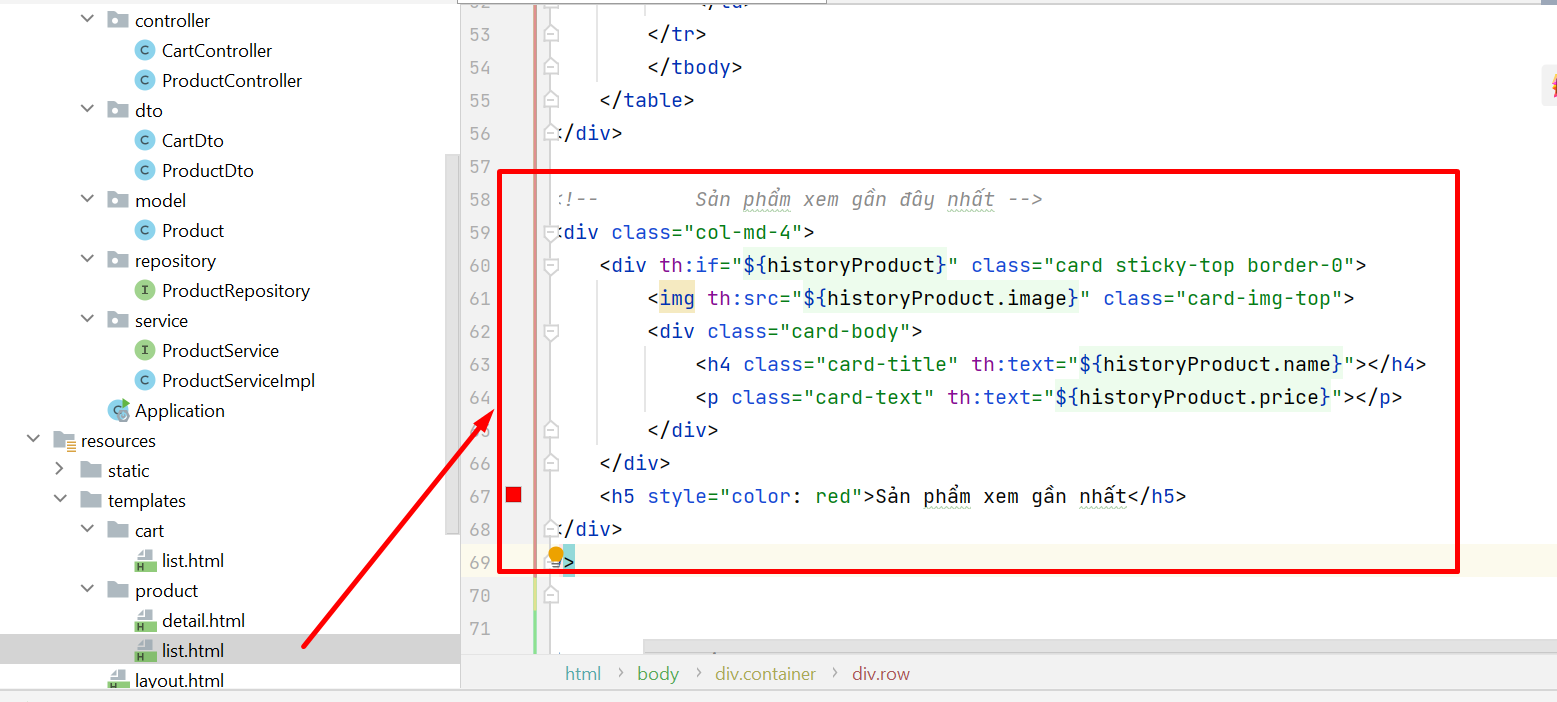 controller
CartController
ProductController
dto
CartDto
ProductDto
model
Product
repository
ProductRepository
service
ProductService
ProductServiceImpl
Application
resources
static
templates
cart
list.html
product
detail.html
list.html
layout.html
53 </tr>
54 </tbody>
55 </table>
56 </div>
57
58 <!-- Sản phẩm xem gần đây nhất -->
59 <div class="col-md-4">
60 <div th:if="${historyProduct}" class="card sticky-top border-0">
61 <img th:src="${historyProduct.image}" class="card-img-top">
62 <div class="card-body">
63 <h4 class="card-title" th:text="${historyProduct.name}"></h4>
64 <p class="card-text" th:text="${historyProduct.price}"></p>
65 </div>
66 </div>
67 <h5 style="color: red">Sản phẩm xem gần nhất</h5>
68 </div>
69 >
70
71
html › body › div.container › div.row